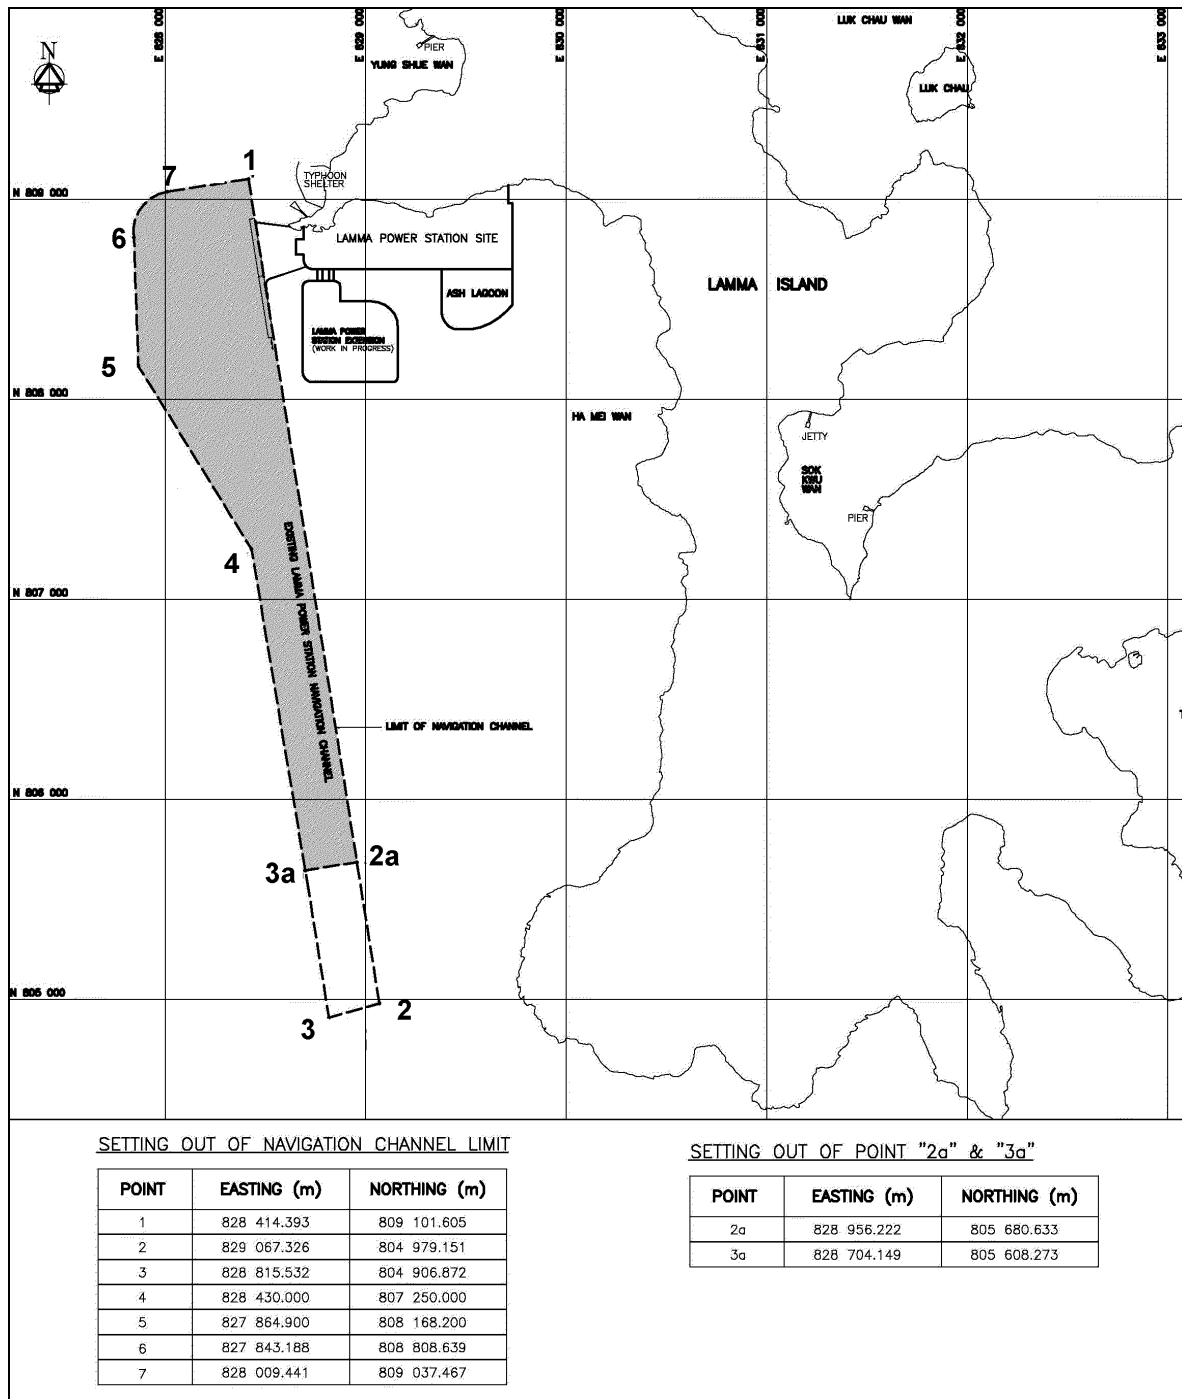 E 828 000
E 829 000
E 830 000
E 831 000
E 832 000
E 833 000
LUK CHAU WAN
N
PIER
YUNG SHUE WAN
LUK CHAU
1
7
TYPHOON
SHELTER
N 809 000
6
LAMMA POWER STATION SITE
LAMMA ISLAND
ASH LAGOON
LAMMA POWER
STATION EXTENSION
(WORK IN PROGRESS)
5
N 808 000
HA MEI WAN
JETTY
SOK
KWU
WAN
PIER
4
EXISTING LAMMA POWER STATION NAVIGATION CHANNEL
N 807 000
LIMIT OF NAVIGATION CHANNEL
N 806 000
2a
3a
N 805 000
2
3
SETTING OUT OF NAVIGATION CHANNEL LIMIT
POINT EASTING (m) NORTHING (m)
1 828 414.393 809 101.605
2 829 067.326 804 979.151
3 828 815.532 804 906.872
4 828 430.000 807 250.000
5 827 864.900 808 168.200
6 827 843.188 808 808.639
7 828 009.441 809 037.467
SETTING OUT OF POINT "2a" & "3a"
POINT EASTING (m) NORTHING (m)
2a 828 956.222 805 680.633
3a 828 704.149 805 608.273